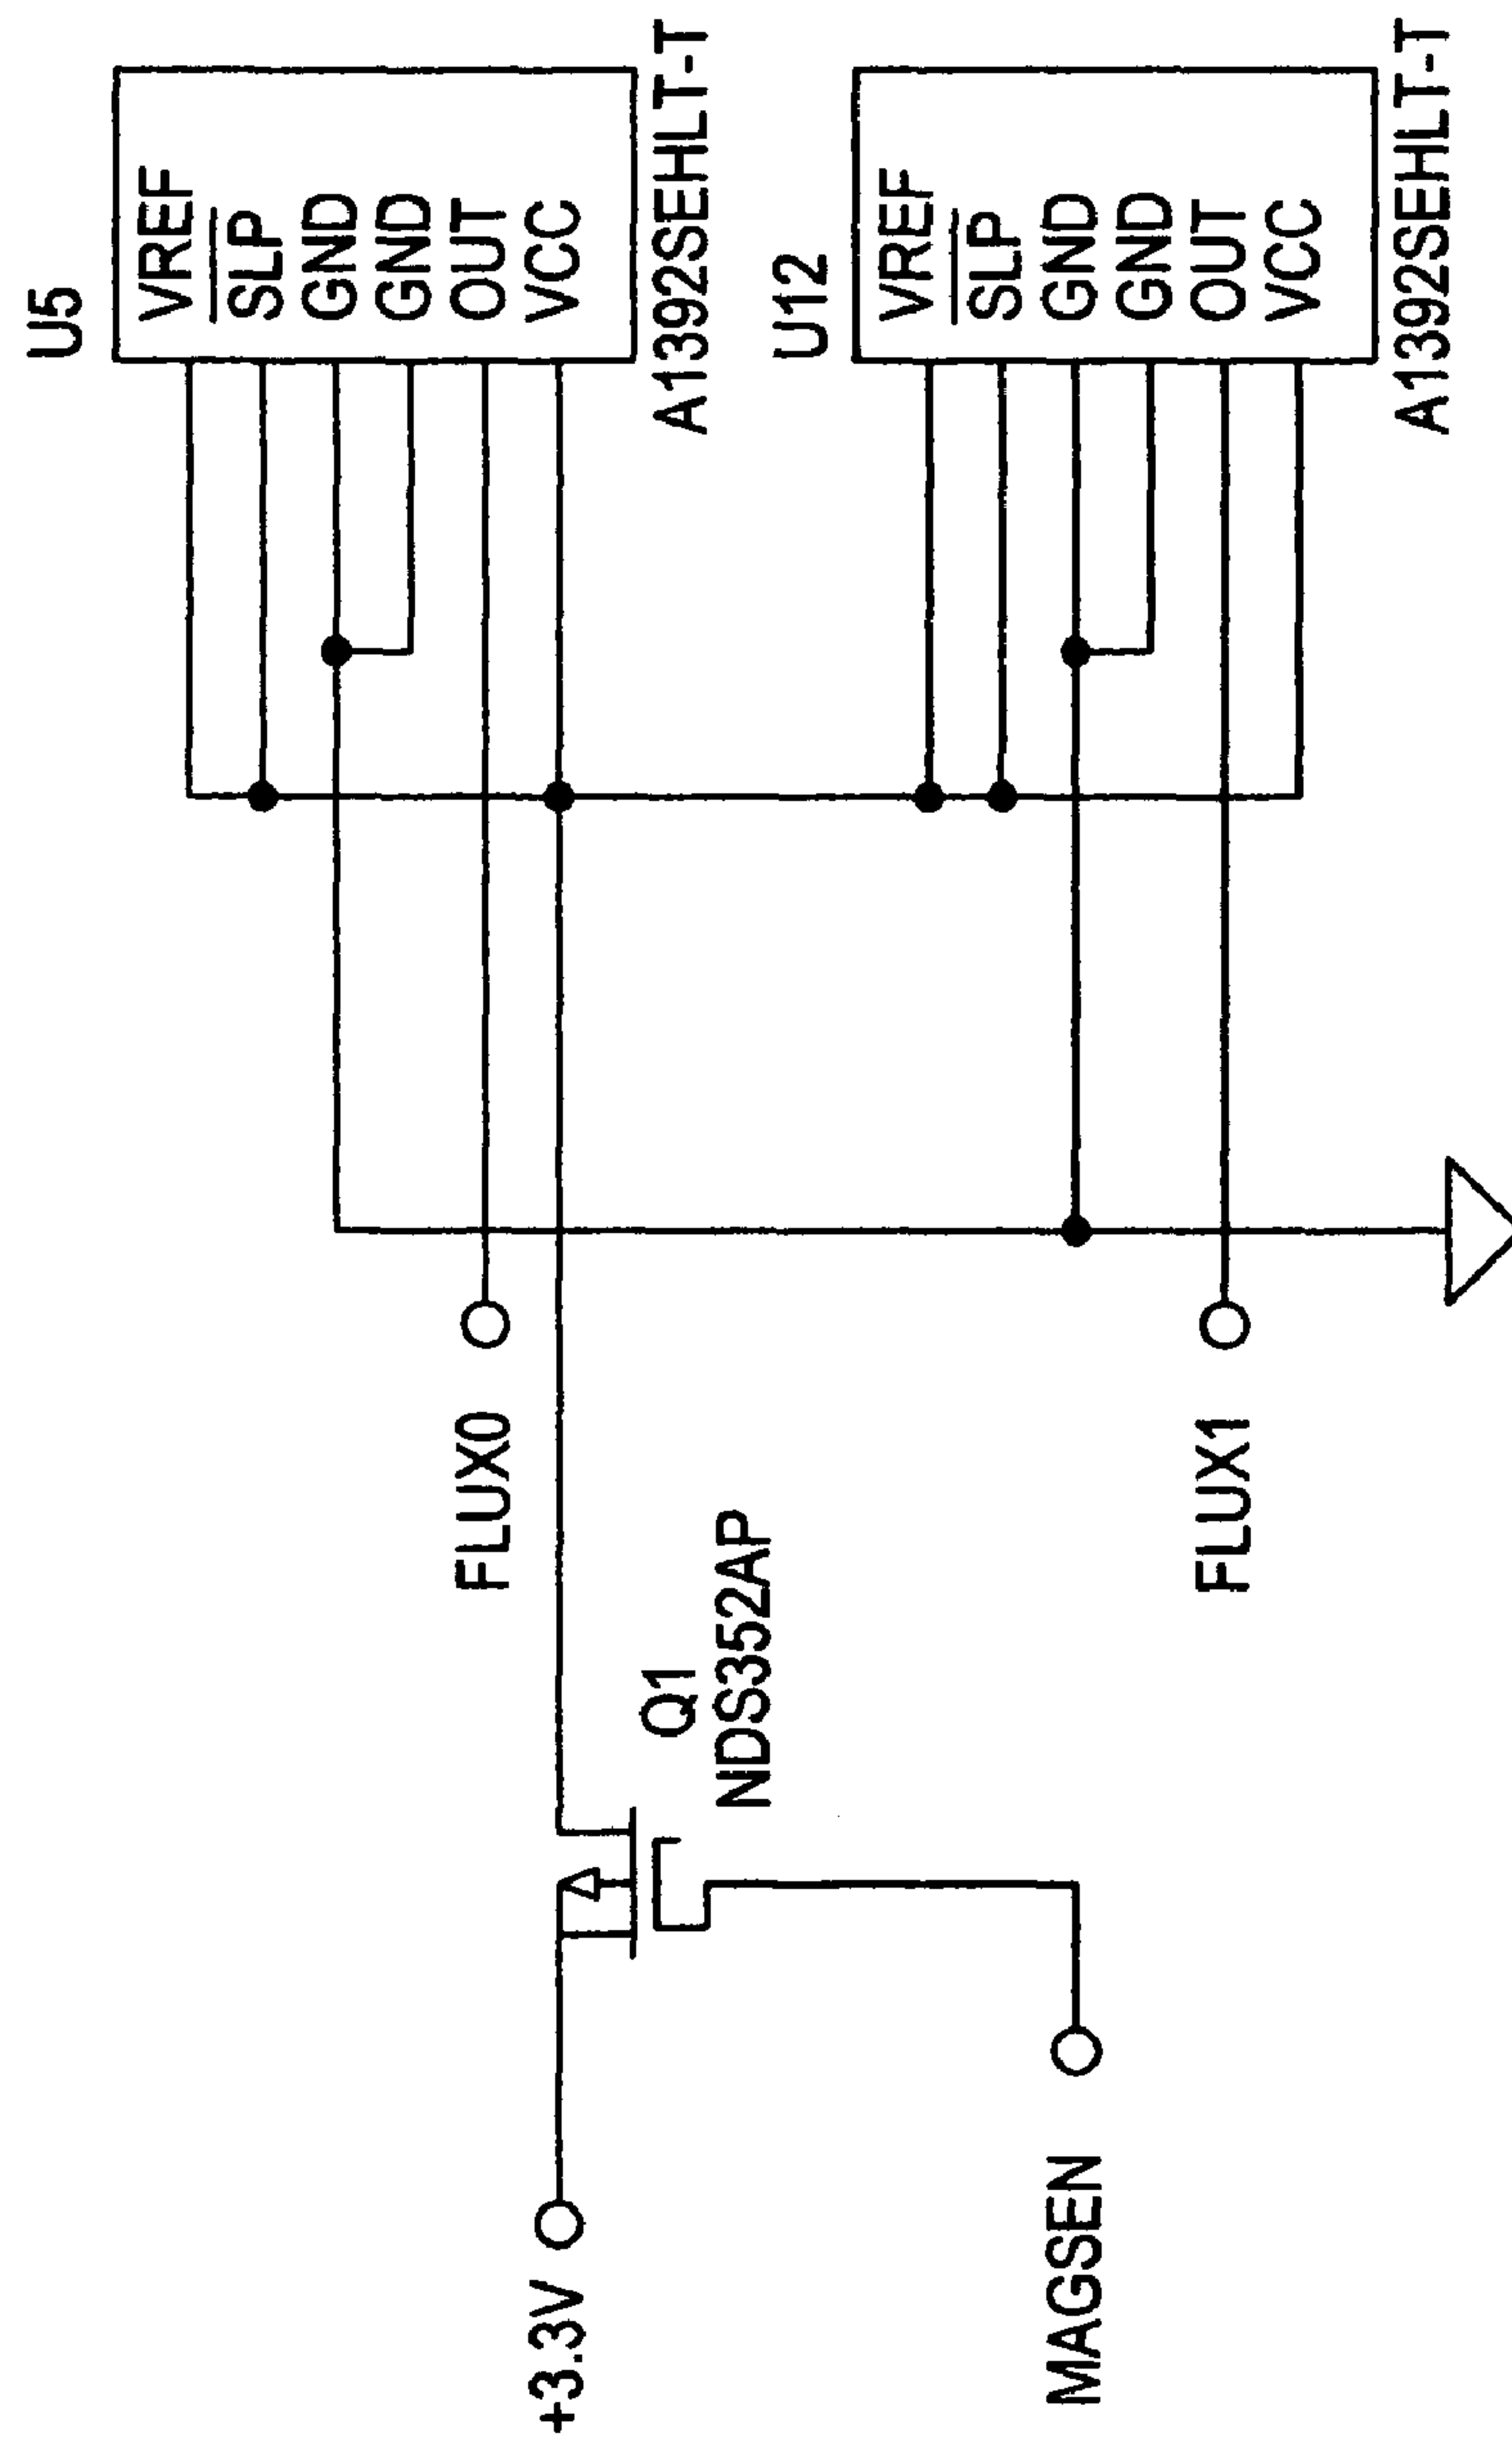 U5
VREF
SLP
GND
GND
OUT
VCC
A1392SEHLT-T
FLUX0
+3.3V
Q1
NDS352AP
MAGSEN
U12
VREF
SLP
GND
GND
OUT
VCC
A1392SEHLT-T
FLUX1